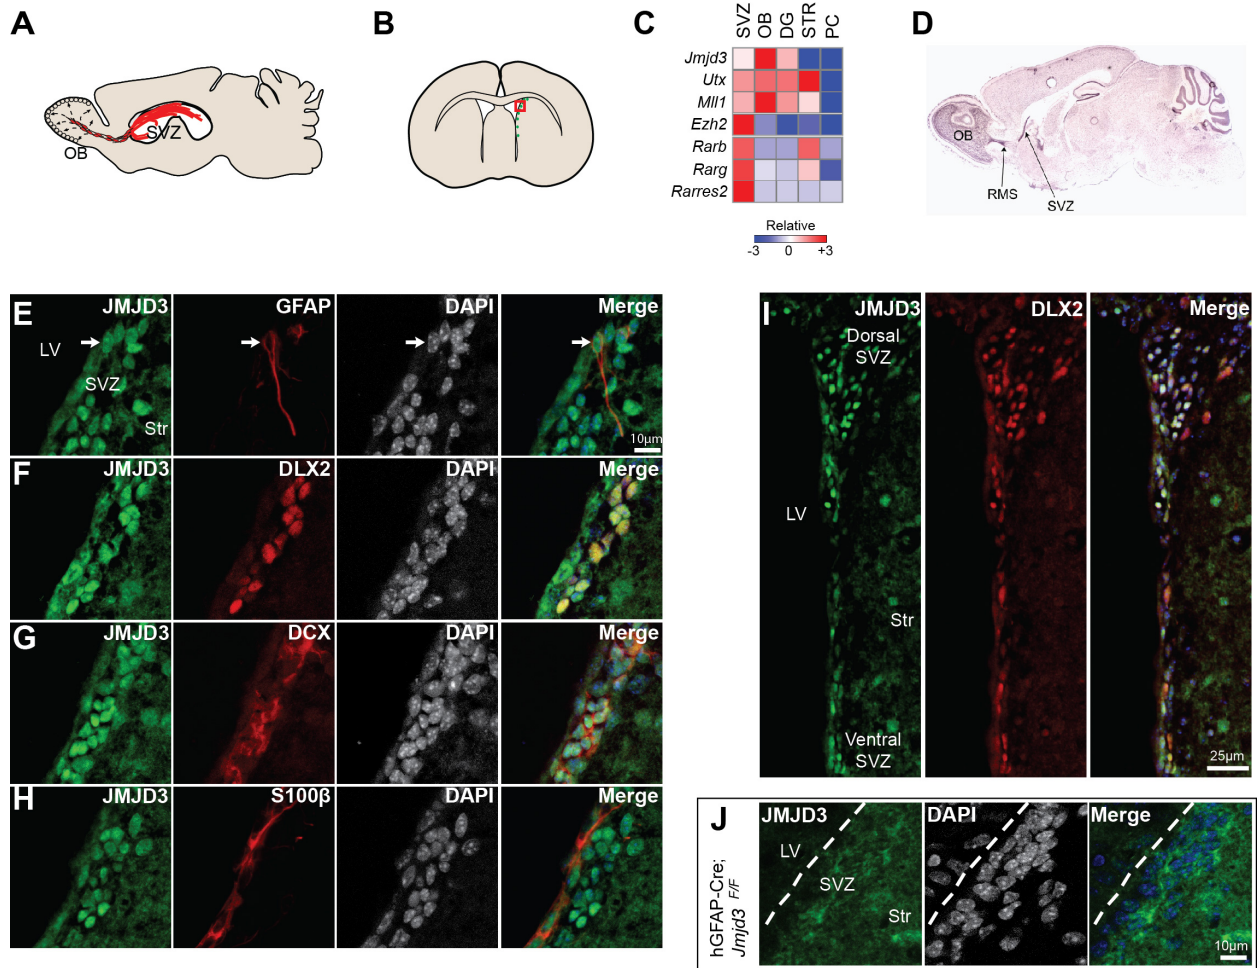 A
OB
SVZ
B
C
SVZ OB DG STR PC
Jmjd3
Utx
Mll1
Ezh2
Rarb
Rarg
Rarres2
Relative
-3 0 +3
D
OB
RMS
SVZ
E JMJD3 GFAP DAPI Merge
LV
SVZ
Str
10µm
F JMJD3 DLX2 DAPI Merge
G JMJD3 DCX DAPI Merge
H JMJD3 S100β DAPI Merge
I JMJD3 DLX2 Merge
Dorsal
SVZ
LV
Str
Ventral
SVZ
25µm
J JMJD3 DAPI Merge
hGFAP-Cre;
Jmjd3 F/F
LV
SVZ
Str
10µm